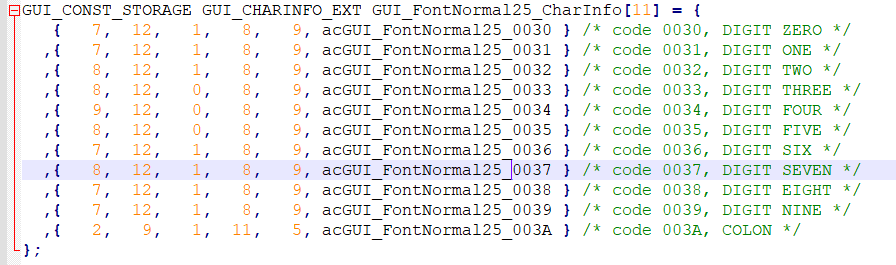 GUI_CONST_STORAGE GUI_CHARINFO_EXT GUI_FontNormal25_CharInfo[11] = {
   {   7,  12,   1,   8,   9, acGUI_FontNormal25_0030 } /* code 0030, DIGIT ZERO */
  ,{   7,  12,   1,   8,   9, acGUI_FontNormal25_0031 } /* code 0031, DIGIT ONE */
  ,{   8,  12,   1,   8,   9, acGUI_FontNormal25_0032 } /* code 0032, DIGIT TWO */
  ,{   8,  12,   0,   8,   9, acGUI_FontNormal25_0033 } /* code 0033, DIGIT THREE */
  ,{   9,  12,   0,   8,   9, acGUI_FontNormal25_0034 } /* code 0034, DIGIT FOUR */
  ,{   8,  12,   0,   8,   9, acGUI_FontNormal25_0035 } /* code 0035, DIGIT FIVE */
  ,{   7,  12,   1,   8,   9, acGUI_FontNormal25_0036 } /* code 0036, DIGIT SIX */
  ,{   8,  12,   1,   8,   9, acGUI_FontNormal25_0037 } /* code 0037, DIGIT SEVEN */
  ,{   7,  12,   1,   8,   9, acGUI_FontNormal25_0038 } /* code 0038, DIGIT EIGHT */
  ,{   7,  12,   1,   8,   9, acGUI_FontNormal25_0039 } /* code 0039, DIGIT NINE */
  ,{   2,   9,   1,  11,   5, acGUI_FontNormal25_003A } /* code 003A, COLON */
};